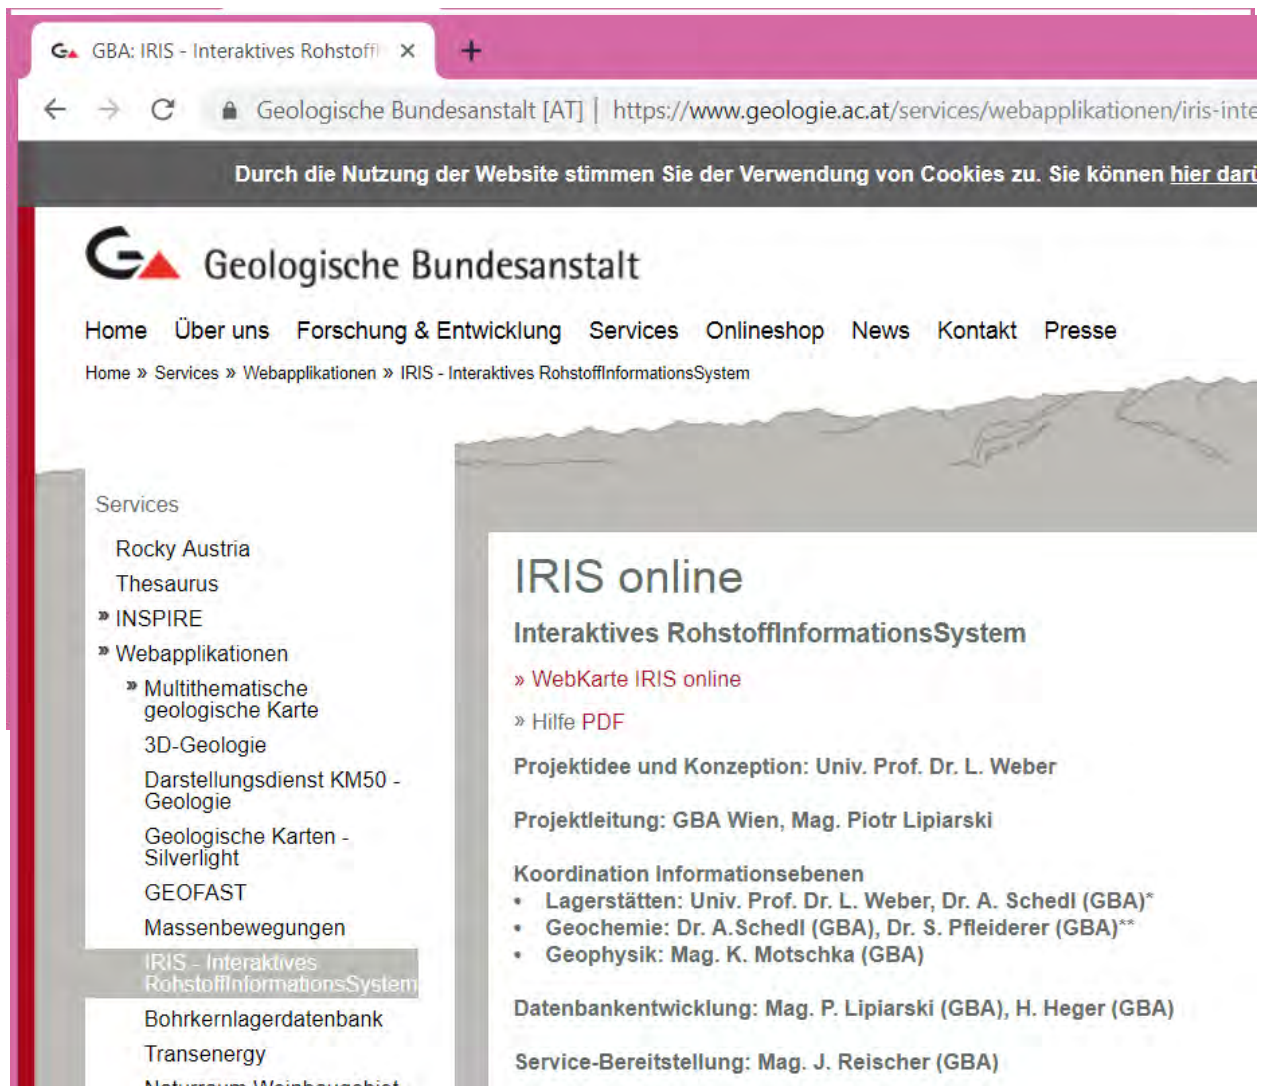 GBA: IRIS - Interaktives Rohstoff
Geologische Bundesanstalt [AT] | https://www.geologie.ac.at/services/webapplikationen/iris-inte
Durch die Nutzung der Website stimmen Sie der Verwendung von Cookies zu. Sie können hier darü
Geologische Bundesanstalt
Home Über uns Forschung & Entwicklung Services Onlineshop News Kontakt Presse
Home » Services » Webapplikationen » IRIS - Interaktives RohstoffInformationsSystem
Services
Rocky Austria
Thesaurus
» INSPIRE
» Webapplikationen
» Multithematische
geologische Karte
3D-Geologie
Darstellungsdienst KM50 -
Geologie
Geologische Karten -
Silverlight
GEOFAST
Massenbewegungen
IRIS - Interaktives
RohstoffInformationsSystem
Bohrkernlagerdatenbank
Transenergy
Naturraum Weinbaugebiet
IRIS online
Interaktives RohstoffInformationsSystem
» WebKarte IRIS online
» Hilfe PDF
Projektidee und Konzeption: Univ. Prof. Dr. L. Weber
Projektleitung: GBA Wien, Mag. Piotr Lipiarski
Koordination Informationsebenen
• Lagerstätten: Univ. Prof. Dr. L. Weber, Dr. A. Schedl (GBA)*
• Geochemie: Dr. A.Schedl (GBA), Dr. S. Pfleiderer (GBA)**
• Geophysik: Mag. K. Motschka (GBA)
Datenbankentwicklung: Mag. P. Lipiarski (GBA), H. Heger (GBA)
Service-Bereitstellung: Mag. J. Reischer (GBA)